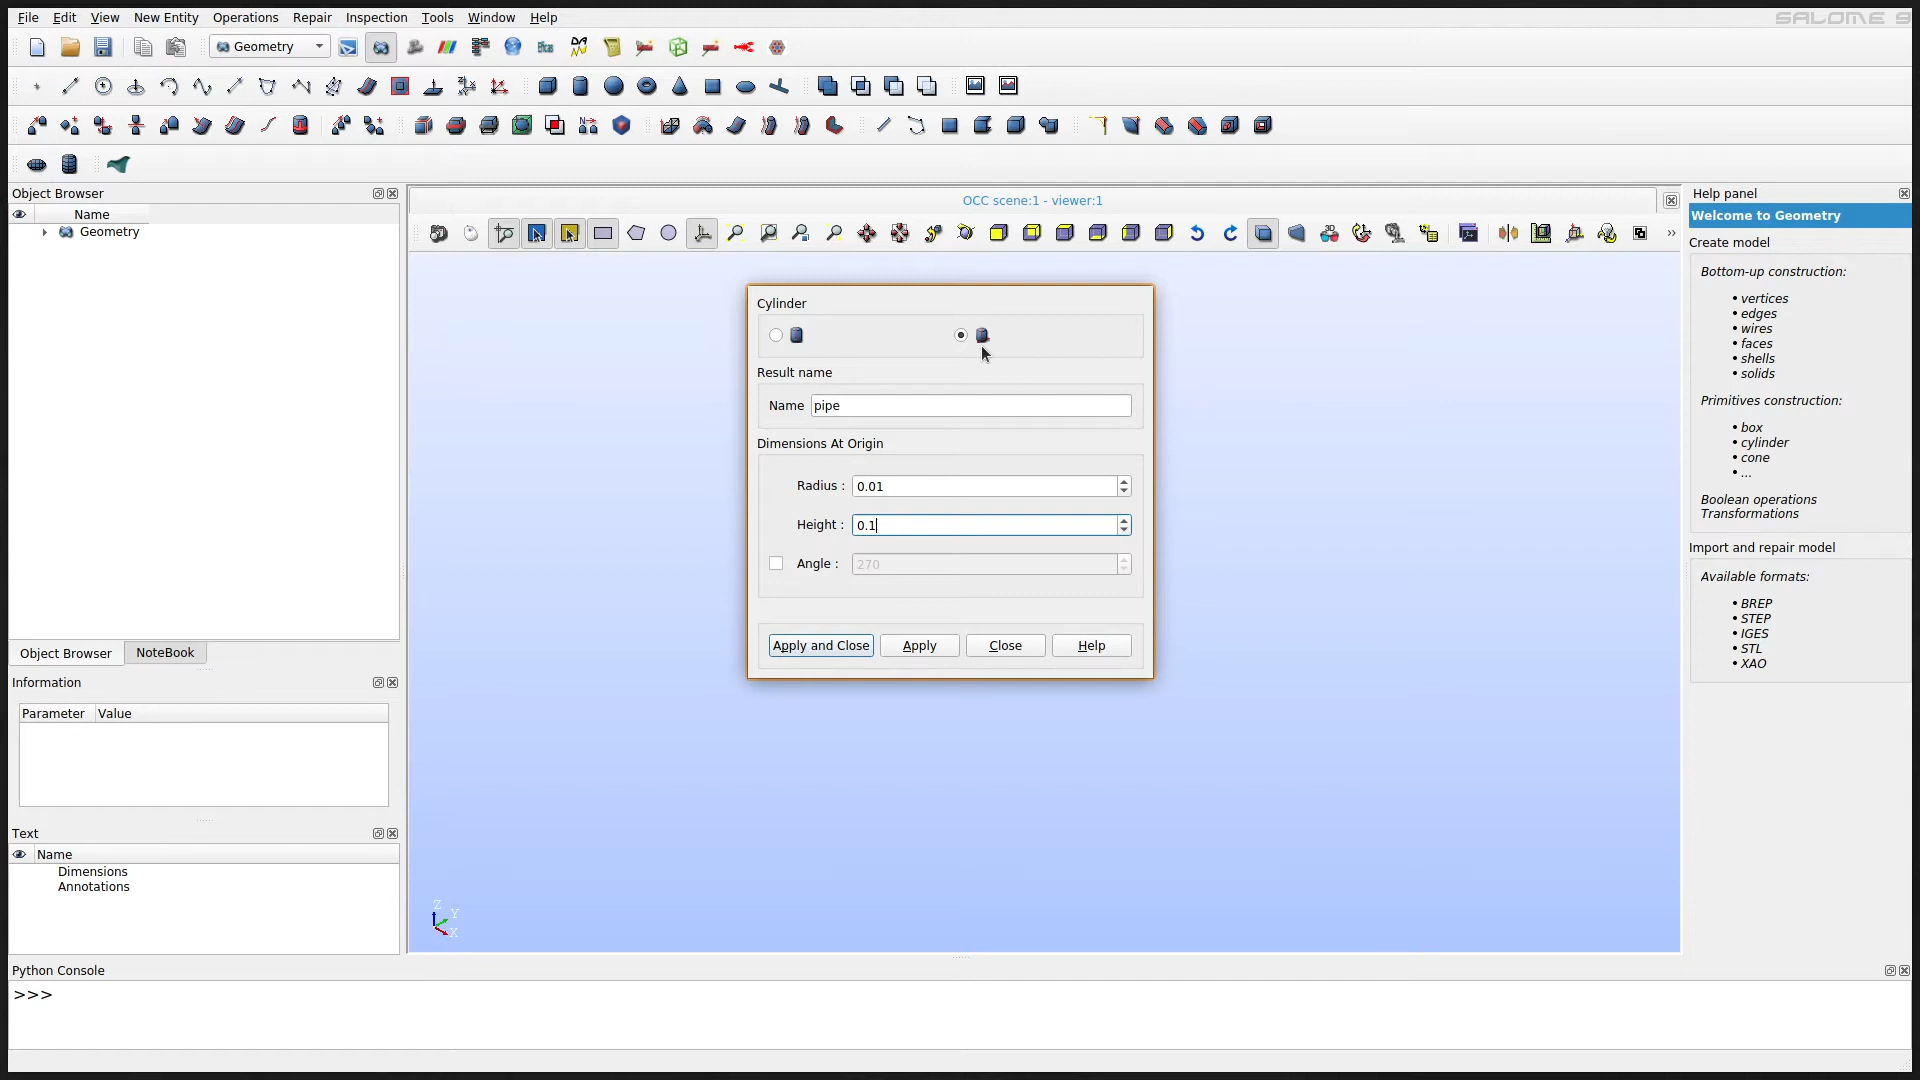 File Edit View New Entity Operations Repair Inspection Tools Window Help
SALOME 9
Geometry
Object Browser
Name
Geometry
Object Browser NoteBook
Information
Parameter Value
Text
Name
Dimensions
Annotations
OCC scene:1 - viewer:1
Z
Y
X
Cylinder
Result name
Name pipe
Dimensions At Origin
Radius : 0.01
Height : 0.1
Angle : 270
Apply and Close Apply Close Help
Help panel
Welcome to Geometry
Create model
Bottom-up construction:
• vertices
• edges
• wires
• faces
• shells
• solids
Primitives construction:
• box
• cylinder
• cone
• ...
Boolean operations
Transformations
Import and repair model
Available formats:
• BREP
• STEP
• IGES
• STL
• XAO
Python Console
>>>